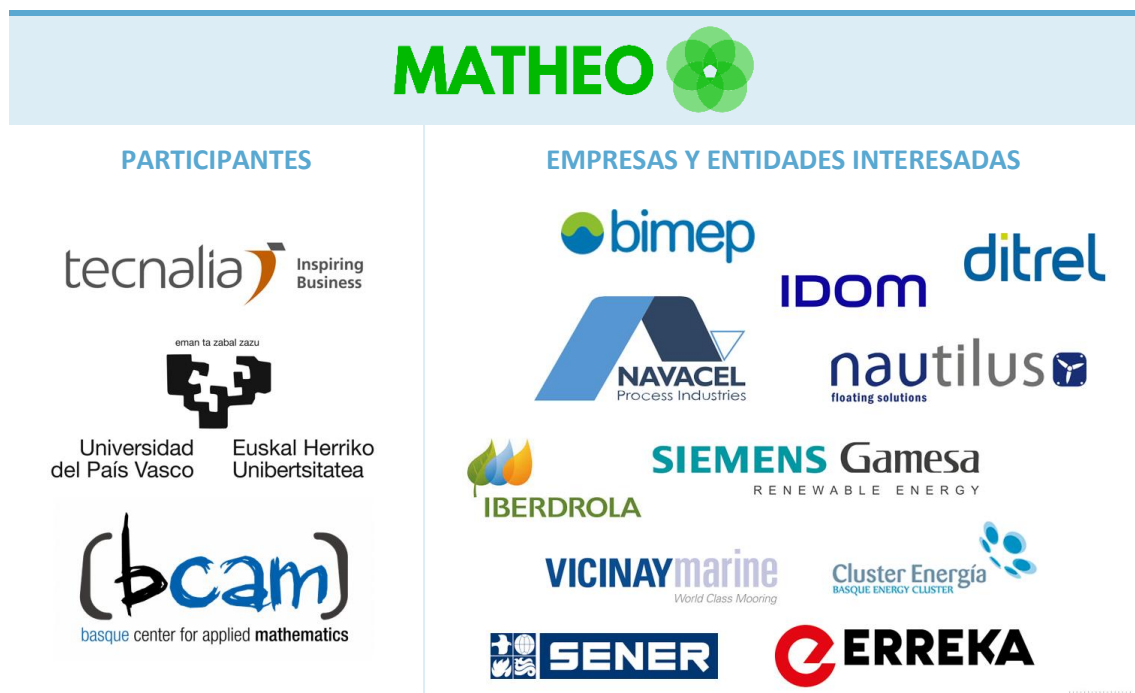 MATHEO
PARTICIPANTES
tecnalia
Inspiring
Business
eman ta zabal zazu
Universidad
del País Vasco
Euskal Herriko
Unibertsitatea
(bcam)
basque center for applied mathematics
EMPRESAS Y ENTIDADES INTERESADAS
bimep
ditrel
IDOM
NAVACEL
Process Industries
nautilus
floating solutions
IBERDROLA
SIEMENS Gamesa
RENEWABLE ENERGY
VICINAY marine
World Class Mooring
Cluster Energía
BASQUE ENERGY CLUSTER
SENER
e ERREKA